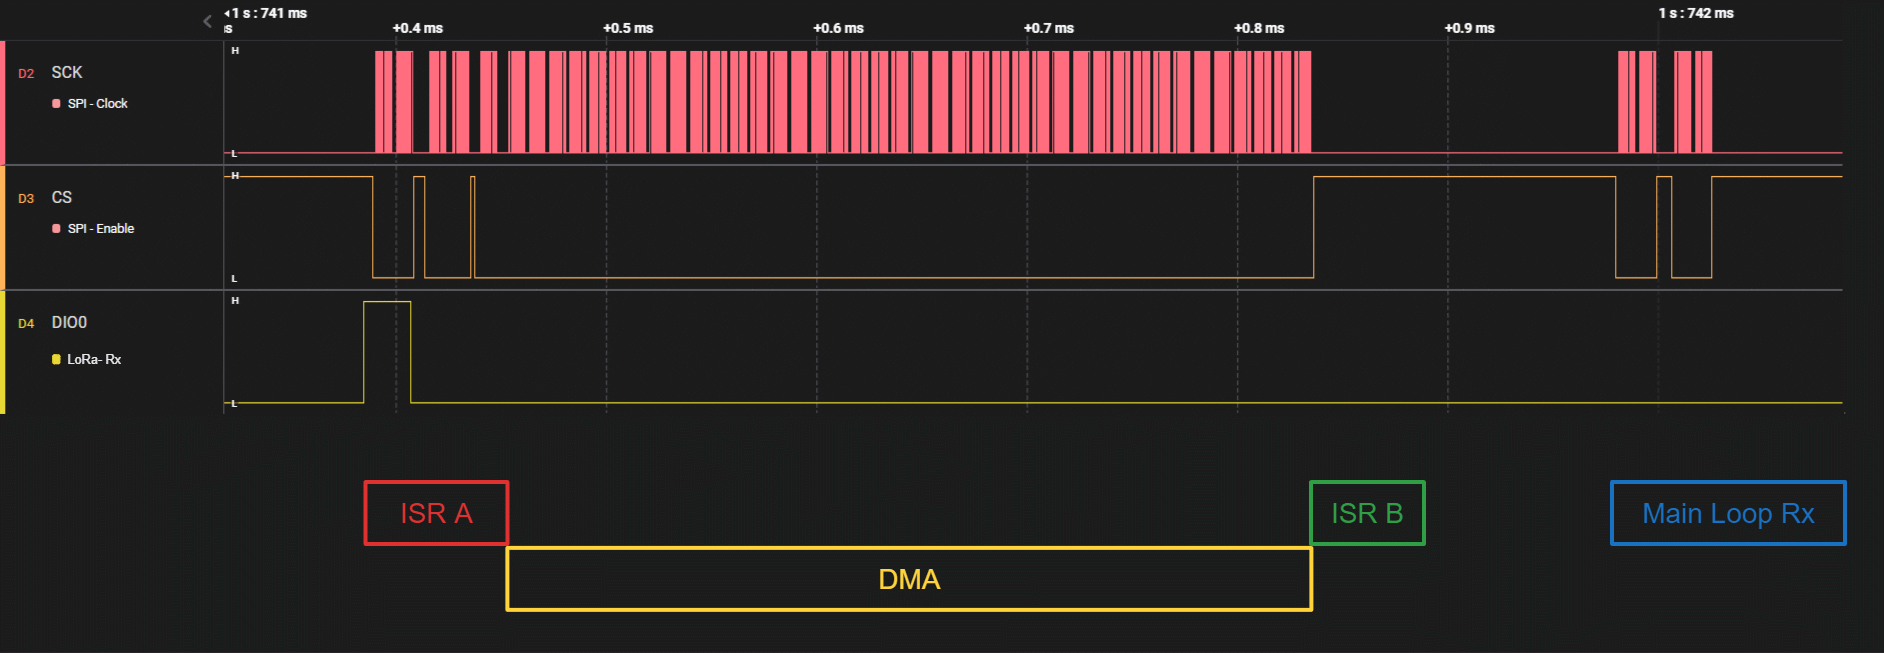 1 s : 741 ms
s
+0.4 ms
+0.5 ms
+0.6 ms
+0.7 ms
+0.8 ms
+0.9 ms
1 s : 742 ms
D2 SCK
SPI - Clock
H
L
D3 CS
SPI - Enable
H
L
D4 DIO0
LoRa- Rx
H
L
ISR A
ISR B
Main Loop Rx
DMA